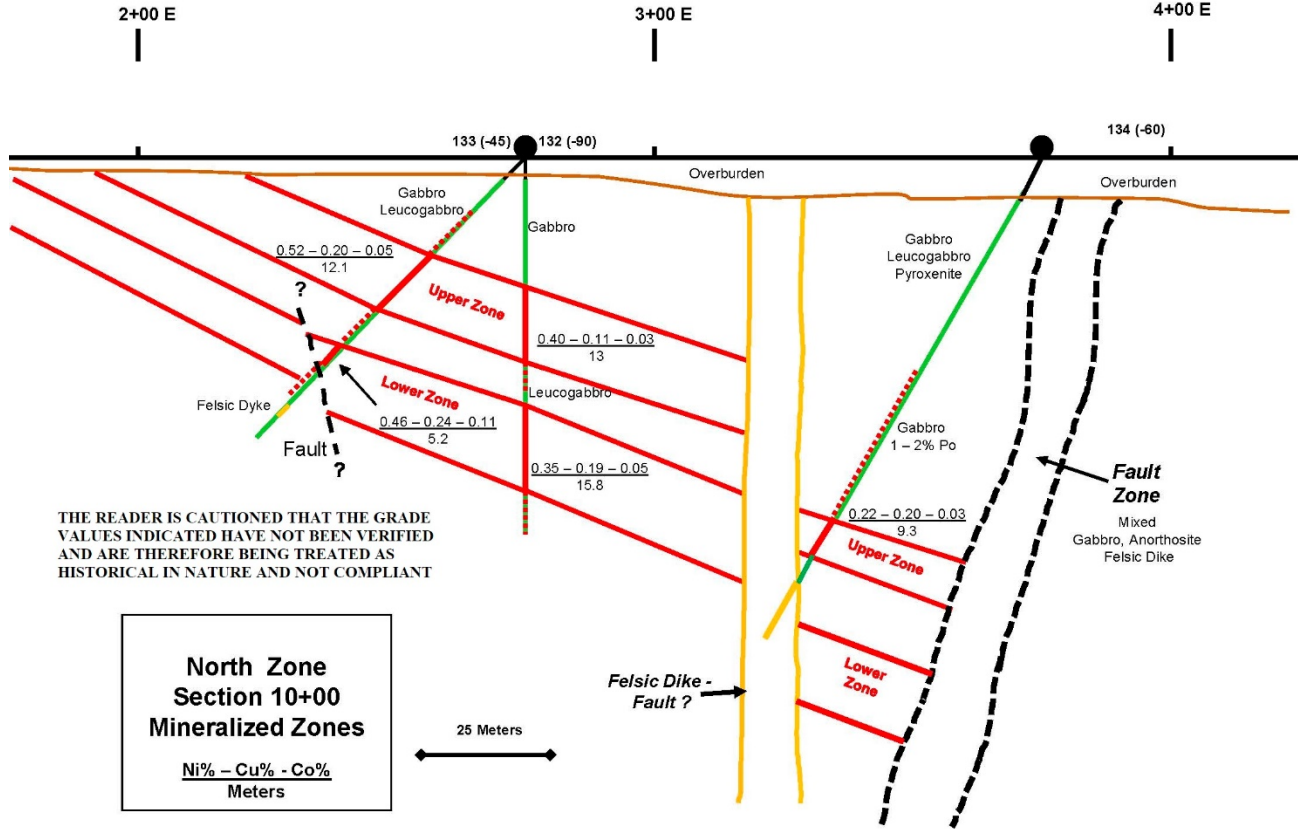 2+00 E
3+00 E
4+00 E
133 (-45)
132 (-90)
134 (-60)
Overburden
Overburden
Gabbro
Leucogabbro
Gabbro
Gabbro
Leucogabbro
Pyroxenite
0.52 – 0.20 – 0.05
12.1
?
Upper Zone
0.40 – 0.11 – 0.03
13
Leucogabbro
Lower Zone
Felsic Dyke
0.46 – 0.24 – 0.11
5.2
Fault
?
0.35 – 0.19 – 0.05
15.8
Gabbro
1 – 2% Po
Fault
Zone
Mixed
Gabbro, Anorthosite
Felsic Dike
0.22 – 0.20 – 0.03
9.3
Upper Zone
Lower
Zone
THE READER IS CAUTIONED THAT THE GRADE
VALUES INDICATED HAVE NOT BEEN VERIFIED
AND ARE THEREFORE BEING TREATED AS
HISTORICAL IN NATURE AND NOT COMPLIANT
North Zone
Section 10+00
Mineralized Zones
Ni% – Cu% - Co%
Meters
25 Meters
Felsic Dike -
Fault ?